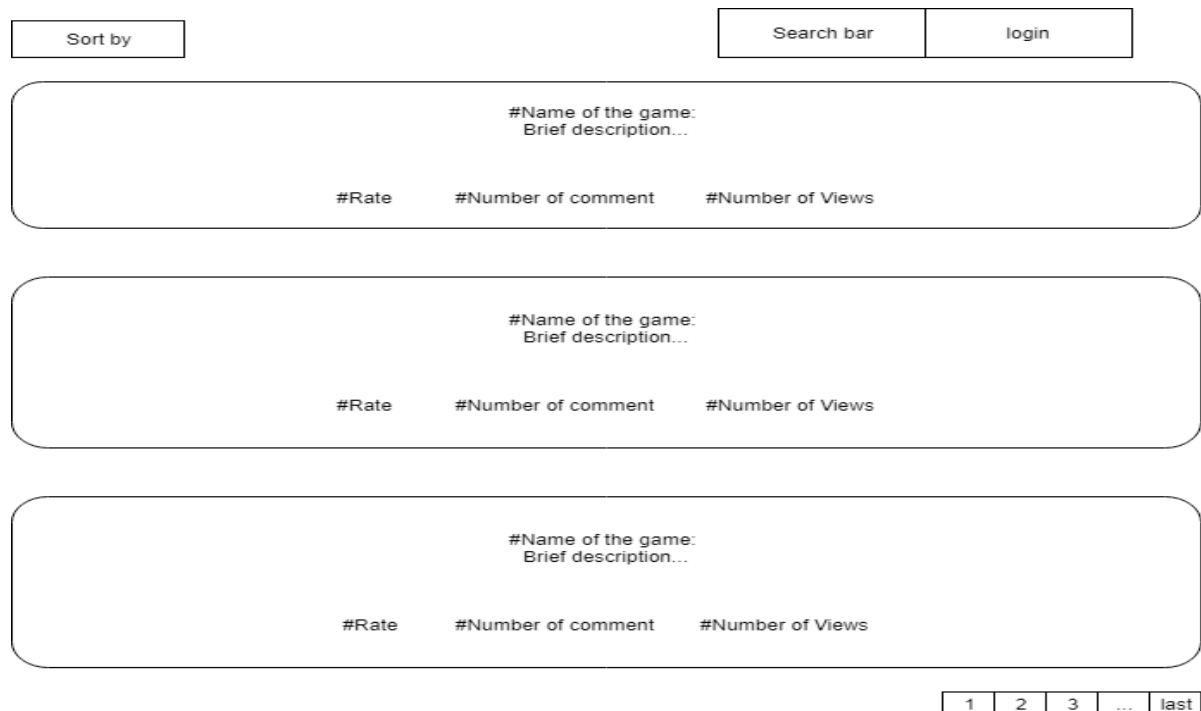 Sort by
Search bar
login
#Name of the game:
Brief description...
#Rate #Number of comment #Number of Views
#Name of the game:
Brief description...
#Rate #Number of comment #Number of Views
#Name of the game:
Brief description...
#Rate #Number of comment #Number of Views
1 2 3 ... last